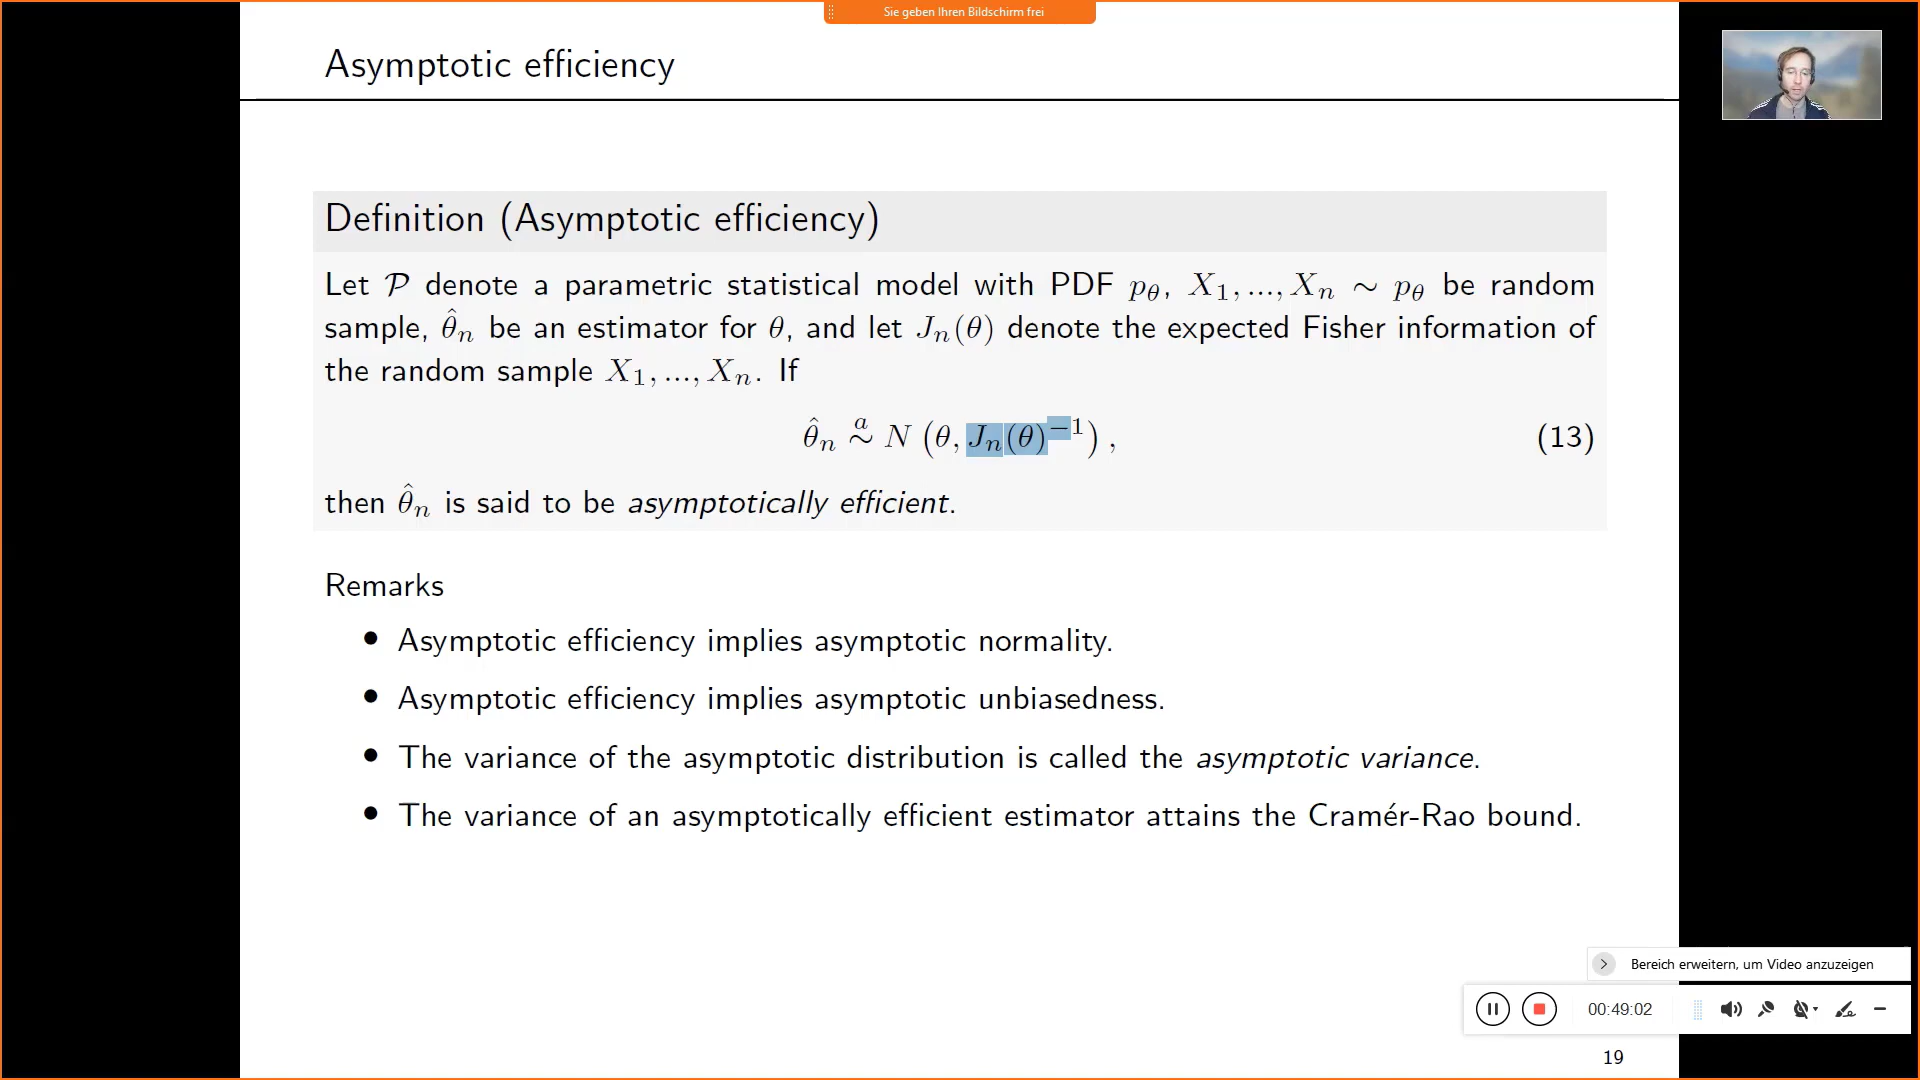 Sie geben Ihren Bildschirm frei
Asymptotic efficiency
Definition (Asymptotic efficiency)
Let 𝒫 denote a parametric statistical model with PDF p_θ, X_1, ..., X_n ∼ p_θ be random
sample, θ̂_n be an estimator for θ, and let J_n(θ) denote the expected Fisher information of
the random sample X_1, ..., X_n. If
θ̂_n ∼^a N (θ, J_n(θ)^{−1}) , (13)
then θ̂_n is said to be asymptotically efficient.
Remarks
• Asymptotic efficiency implies asymptotic normality.
• Asymptotic efficiency implies asymptotic unbiasedness.
• The variance of the asymptotic distribution is called the asymptotic variance.
• The variance of an asymptotically efficient estimator attains the Cramér-Rao bound.
Bereich erweitern, um Video anzuzeigen
00:49:02
19